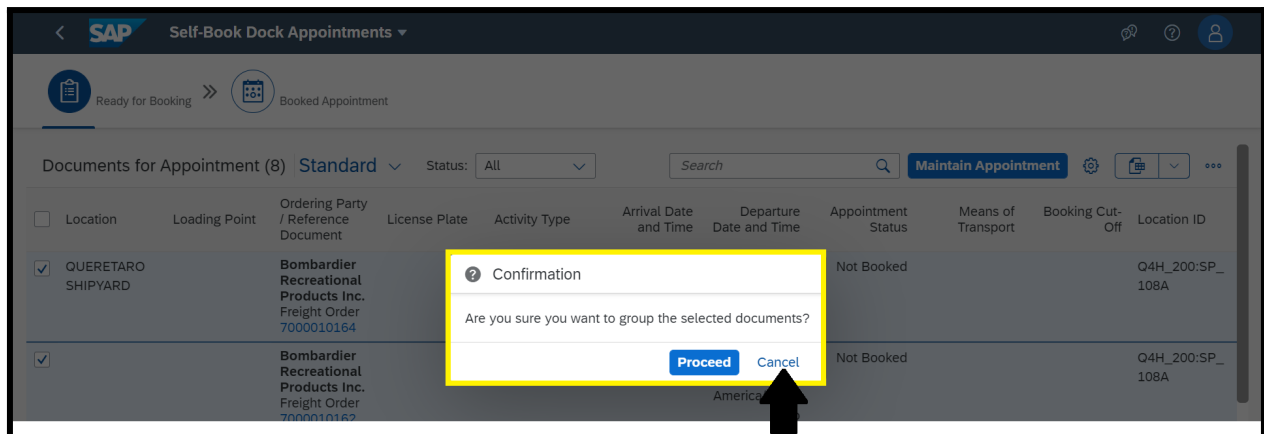 SAP Self-Book Dock Appointments
Ready for Booking Booked Appointment
Documents for Appointment (8) Standard Status: All Search Maintain Appointment
Location Loading Point Ordering Party / Reference Document License Plate Activity Type Arrival Date and Time Departure Date and Time Appointment Status Means of Transport Booking Cut-Off Location ID
QUERETARO SHIPYARD
Bombardier
Recreational
Products Inc.
Freight Order
7000010164
Not Booked
Q4H_200:SP_
108A
Confirmation
Are you sure you want to group the selected documents?
Proceed Cancel
Bombardier
Recreational
Products Inc.
Freight Order
7000010162
America
Not Booked
Q4H_200:SP_
108A